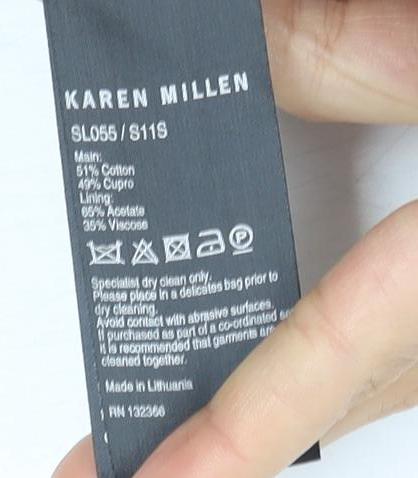 KAREN MILLEN
SL055 / S11S
Main:
51% Cotton
49% Cupro
Lining:
65% Acetate
35% Viscose
P
Specialist dry clean only.
Please place in a delicates bag prior to
dry cleaning.
Avoid contact with abrasive surfaces.
If purchased as part of a co-ordinated
it is recommended that garments are
cleaned together.
Made in Lithuania
RN 132366